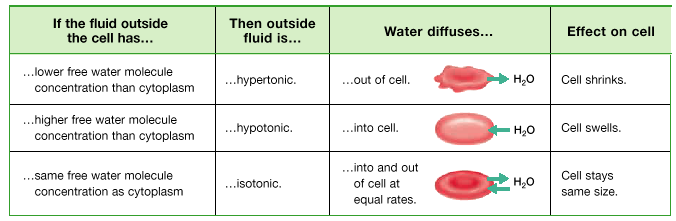 If the fluid outside
the cell has…
Then outside
fluid is…
Water diffuses…
Effect on cell
…lower free water molecule
concentration than cytoplasm
…hypertonic.
…out of cell.
H₂O
Cell shrinks.
…higher free water molecule
concentration than cytoplasm
…hypotonic.
…into cell.
H₂O
Cell swells.
…same free water molecule
concentration as cytoplasm
…isotonic.
…into and out
of cell at
equal rates.
H₂O
Cell stays
same size.